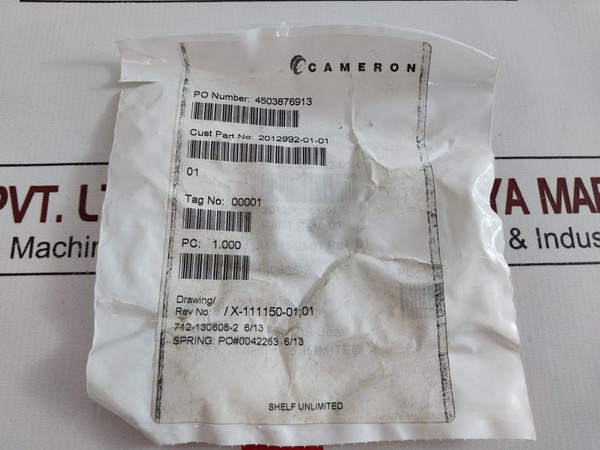 CAMERON
PO Number: 4503876913
Cust Part No: 2012992-01-01
01
Tag No: 00001
PC: 1.000
Drawing/
Rev No: / X-111150-01;01
712-130605-2 6/13
SPRING: PO#0042263 6/13
SHELF UNLIMITED
PVT. LT
Machin
YA MAR
& Indus